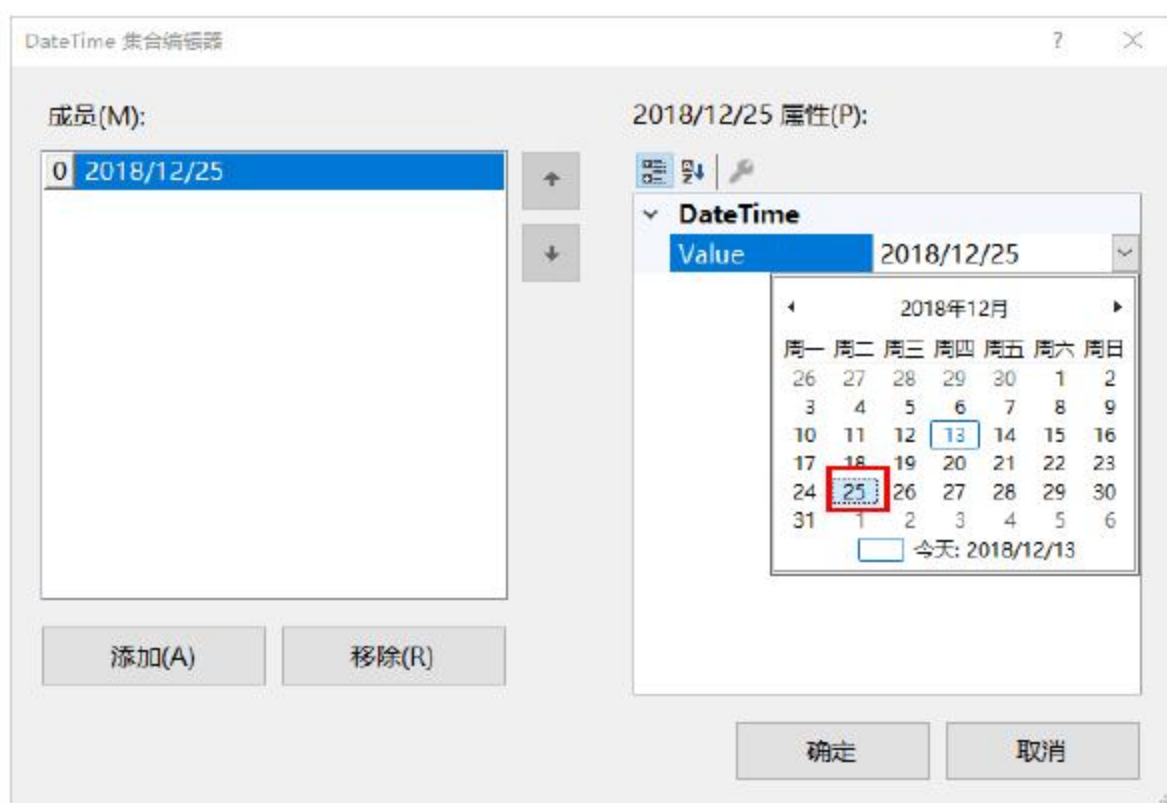 DateTime 集合编辑器
?
成员(M):
2018/12/25 属性(P):
0 2018/12/25
DateTime
Value 2018/12/25
2018年12月
周一 周二 周三 周四 周五 周六 周日
26 27 28 29 30 1 2
3 4 5 6 7 8 9
10 11 12 13 14 15 16
17 18 19 20 21 22 23
24 25 26 27 28 29 30
31 1 2 3 4 5 6
今天: 2018/12/13
添加(A) 移除(R)
确定 取消